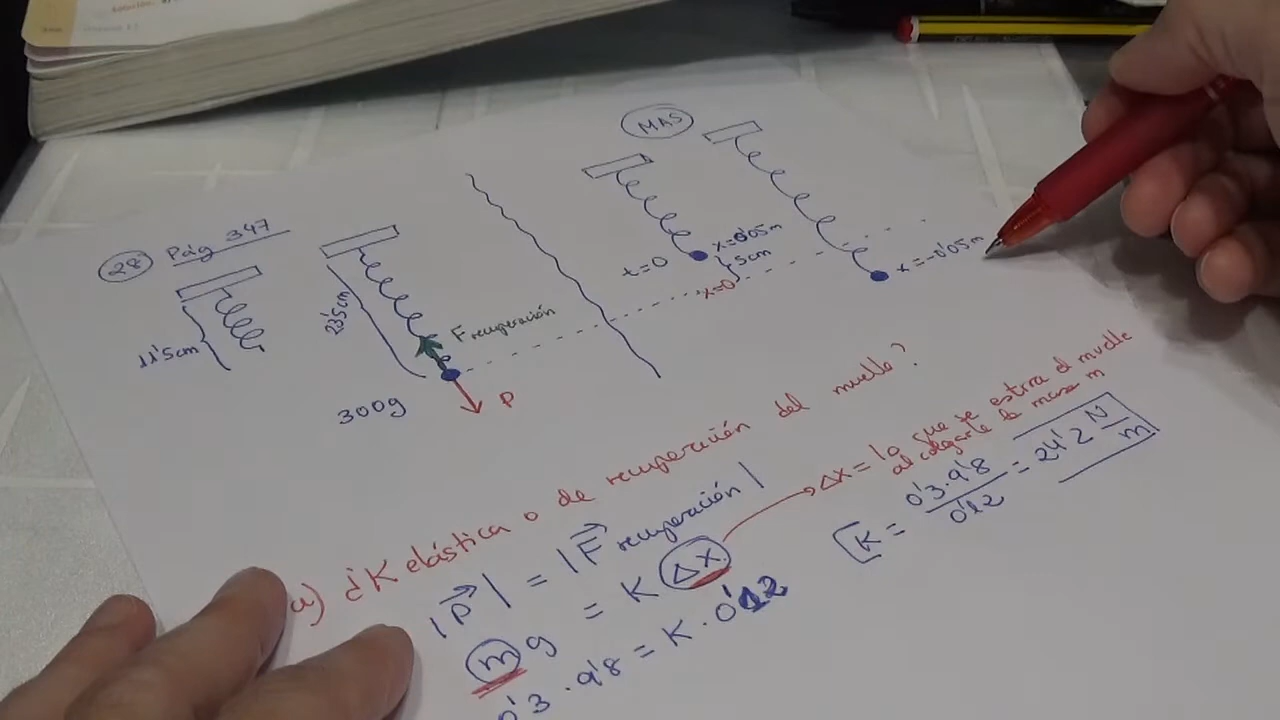 28 Pág 347
11'5cm
23'5cm
F recuperación
300g
P
MAS
t=0
x=0'05m
5cm
x=0
x=-0'05m
a) ¿K elástica o de recuperación del muelle?
|P| = |F recuperación|
mg = K Δx
Δx = lo que se estira el muelle
al colgarle la masa m
0'3 · 9'8 = K · 0'12
K = 0'3·9'8 / 0'12 = 24'2 N/m